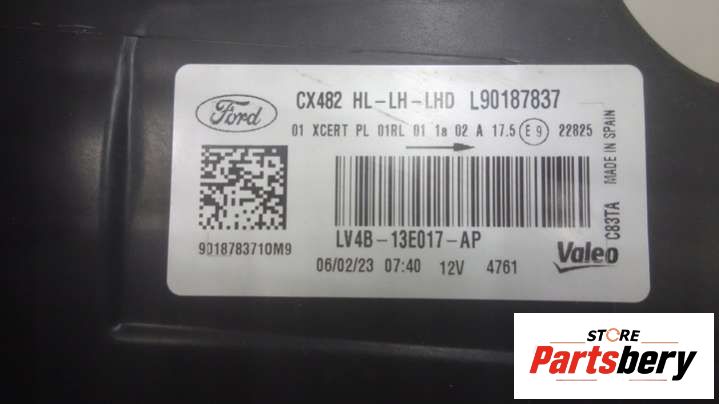 Ford
CX482 HL-LH-LHD L90187837
01 XCERT PL 01RL 01 1a 02 A 17.5 E9 22825
MADE IN SPAIN
C83TA
9018783710M9
LV4B-13E017-AP
06/02/23 07:40 12V 4761
Valeo
STORE
Partsbery